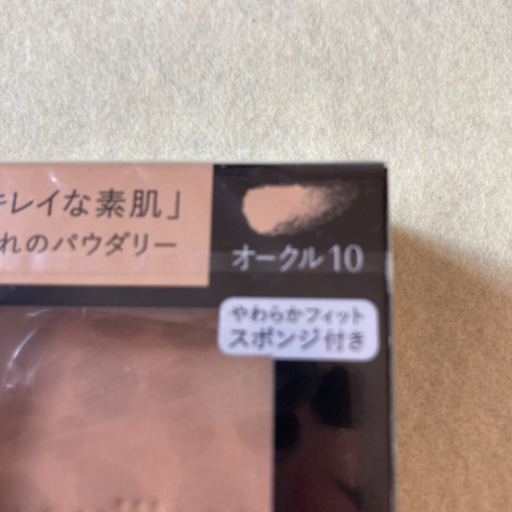 キレイな素肌」
れのパウダリー
オークル10
やわらかフィット
スポンジ付き